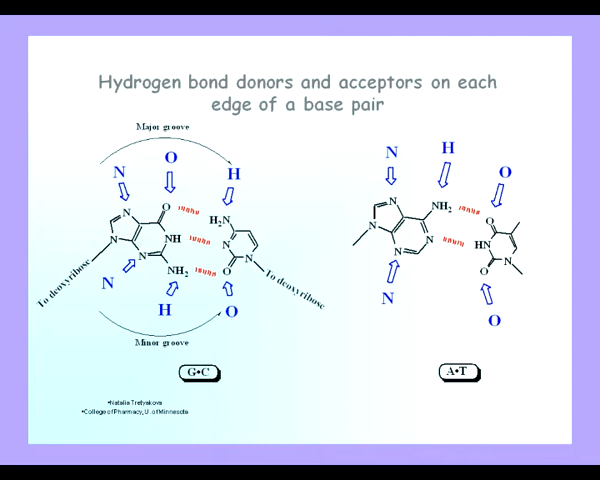 Hydrogen bond donors and acceptors on each
edge of a base pair
Major groove
N
O
H
N
H
O
N
O
H₂N
N
NH
N
N
N
NH₂
O
N
To deoxyribose
To deoxyribose
N
H
O
Minor groove
G•C
N
NH₂
O
N
N
HN
N
O
N
N
O
A•T
•Natalia Tretyakova
•College of Pharmacy, U. of Minnesota